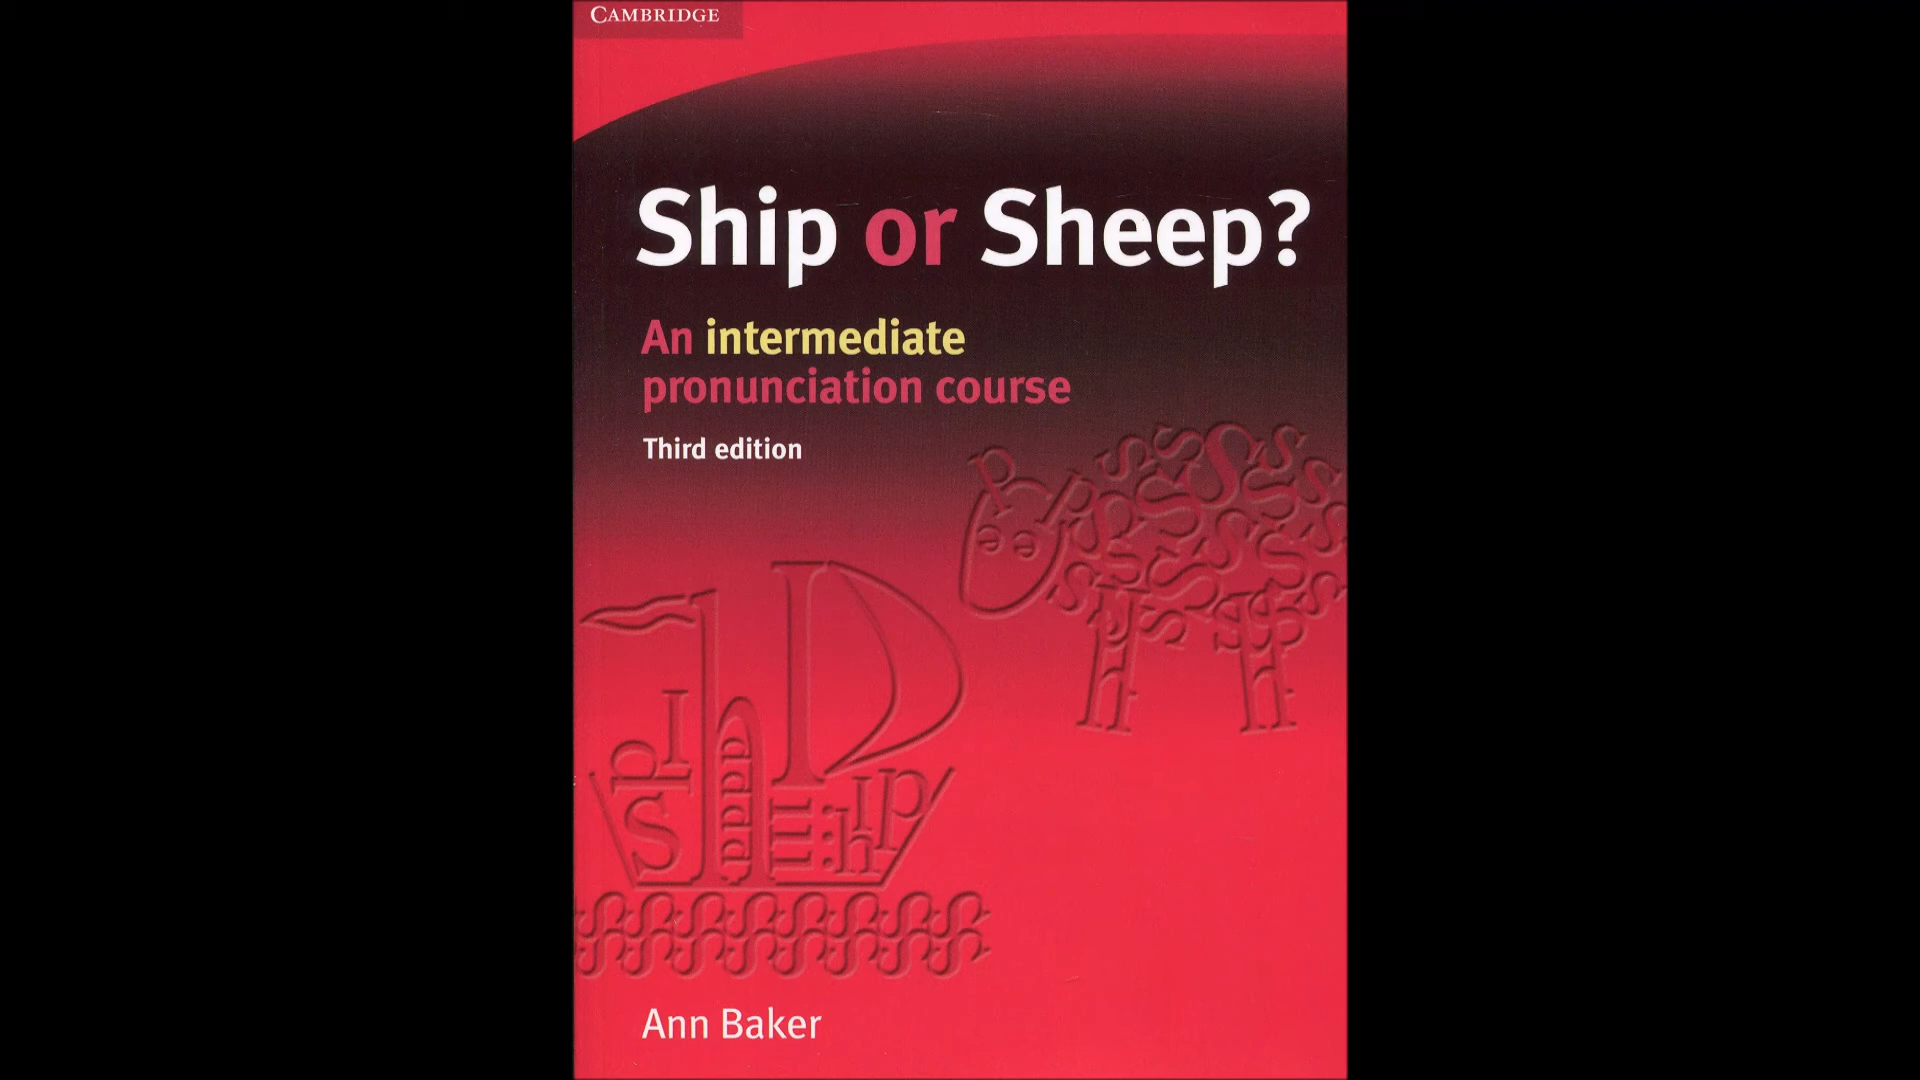 CAMBRIDGE
Ship or Sheep?
An intermediate
pronunciation course
Third edition
Ann Baker